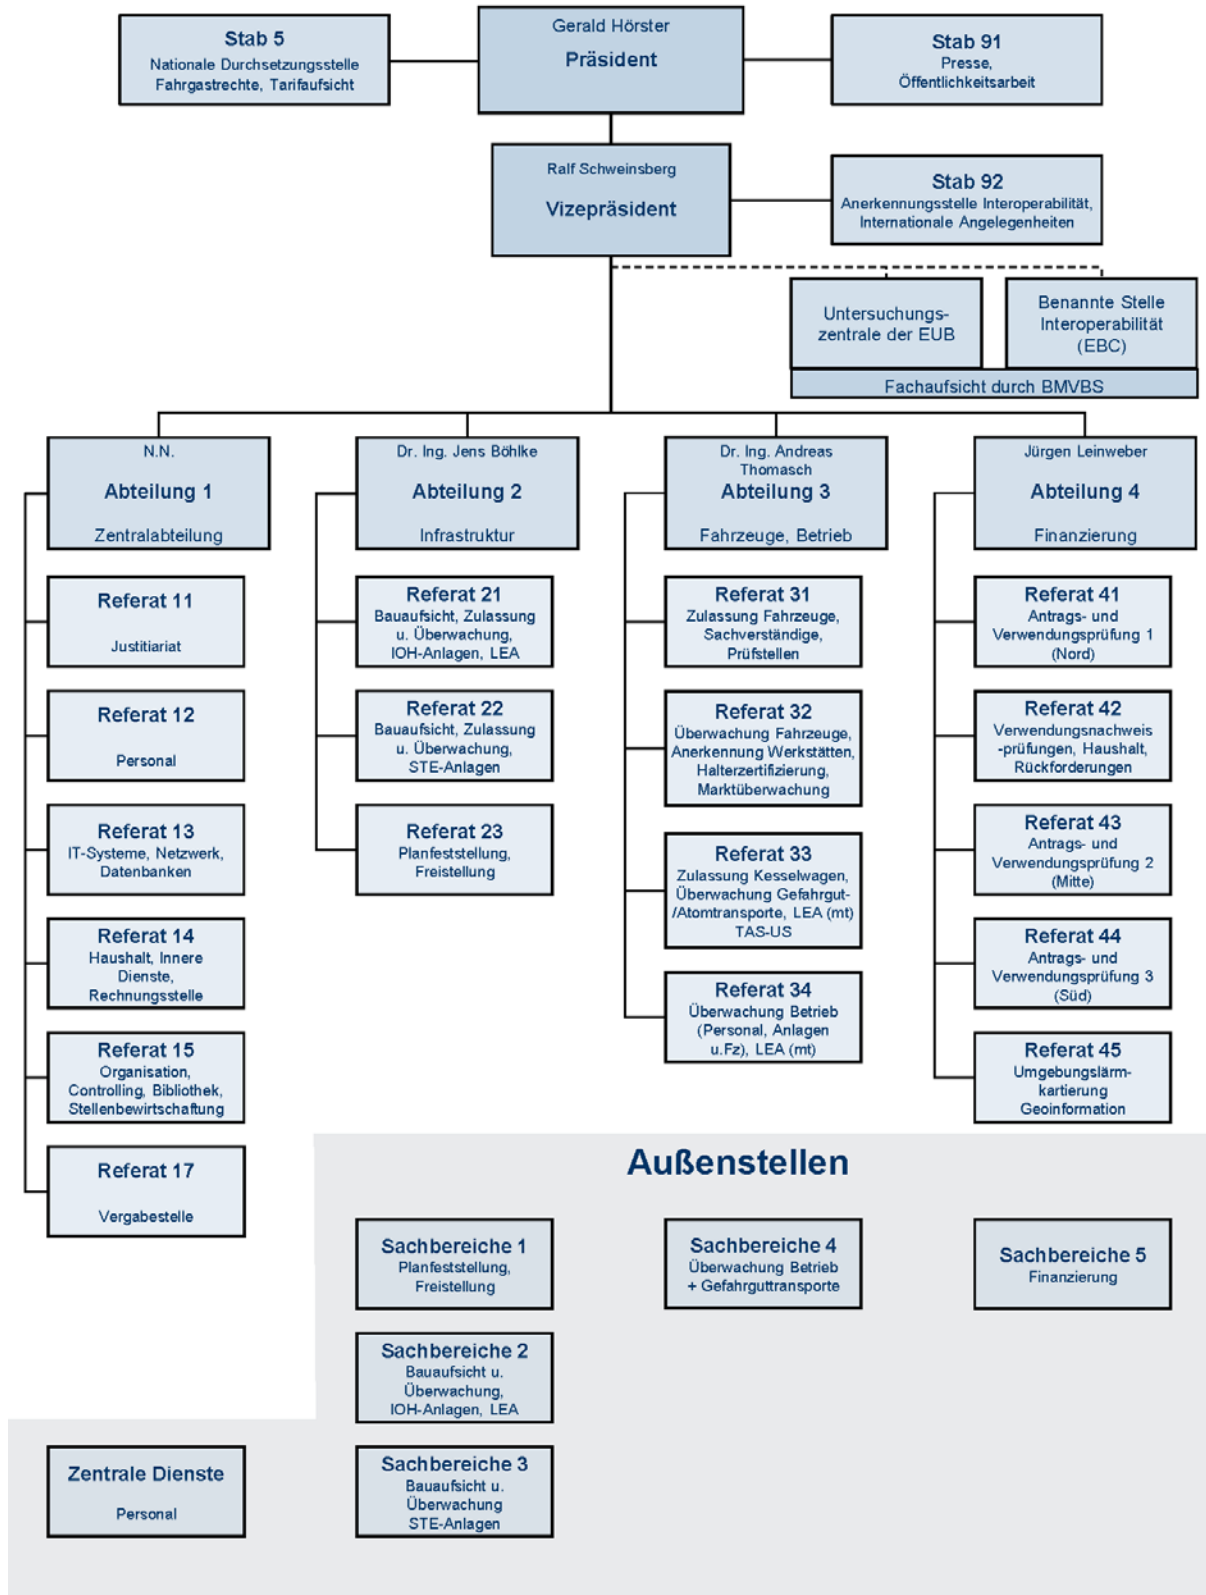 Gerald Hörster
Präsident
Stab 5
Nationale Durchsetzungsstelle
Fahrgastrechte, Tarifaufsicht
Stab 91
Presse,
Öffentlichkeitsarbeit
Ralf Schweinsberg
Vizepräsident
Stab 92
Anerkennungsstelle Interoperabilität,
Internationale Angelegenheiten
Untersuchungs-
zentrale der EUB
Benannte Stelle
Interoperabilität
(EBC)
Fachaufsicht durch BMVBS
N.N.
Abteilung 1
Zentralabteilung
Referat 11
Justitiariat
Referat 12
Personal
Referat 13
IT-Systeme, Netzwerk,
Datenbanken
Referat 14
Haushalt, Innere
Dienste,
Rechnungsstelle
Referat 15
Organisation,
Controlling, Bibliothek,
Stellenbewirtschaftung
Referat 17
Vergabestelle
Dr. Ing. Jens Böhlke
Abteilung 2
Infrastruktur
Referat 21
Bauaufsicht, Zulassung
u. Überwachung,
IOH-Anlagen, LEA
Referat 22
Bauaufsicht, Zulassung
u. Überwachung,
STE-Anlagen
Referat 23
Planfeststellung,
Freistellung
Dr. Ing. Andreas
Thomasch
Abteilung 3
Fahrzeuge, Betrieb
Referat 31
Zulassung Fahrzeuge,
Sachverständige,
Prüfstellen
Referat 32
Überwachung Fahrzeuge,
Anerkennung Werkstätten,
Halterzertifizierung,
Marktüberwachung
Referat 33
Zulassung Kesselwagen,
Überwachung Gefahrgut-
/Atomtransporte, LEA (mt)
TAS-US
Referat 34
Überwachung Betrieb
(Personal, Anlagen
u.Fz), LEA (mt)
Jürgen Leinweber
Abteilung 4
Finanzierung
Referat 41
Antrags- und
Verwendungsprüfung 1
(Nord)
Referat 42
Verwendungsnachweis
-prüfungen, Haushalt,
Rückforderungen
Referat 43
Antrags- und
Verwendungsprüfung 2
(Mitte)
Referat 44
Antrags- und
Verwendungsprüfung 3
(Süd)
Referat 45
Umgebungslärm-
kartierung
Geoinformation
Außenstellen
Zentrale Dienste
Personal
Sachbereiche 1
Planfeststellung,
Freistellung
Sachbereiche 2
Bauaufsicht u.
Überwachung,
IOH-Anlagen, LEA
Sachbereiche 3
Bauaufsicht u.
Überwachung
STE-Anlagen
Sachbereiche 4
Überwachung Betrieb
+ Gefahrguttransporte
Sachbereiche 5
Finanzierung